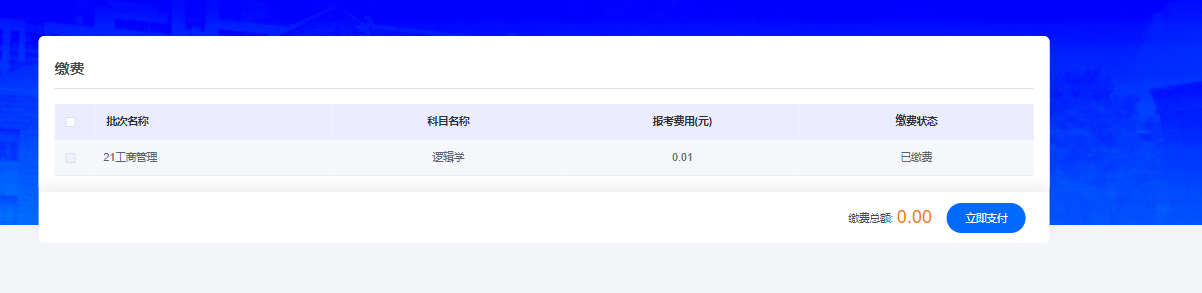 缴费
批次名称 科目名称 报考费用(元) 缴费状态
21工商管理 逻辑学 0.01 已缴费
缴费总额: 0.00 立即支付